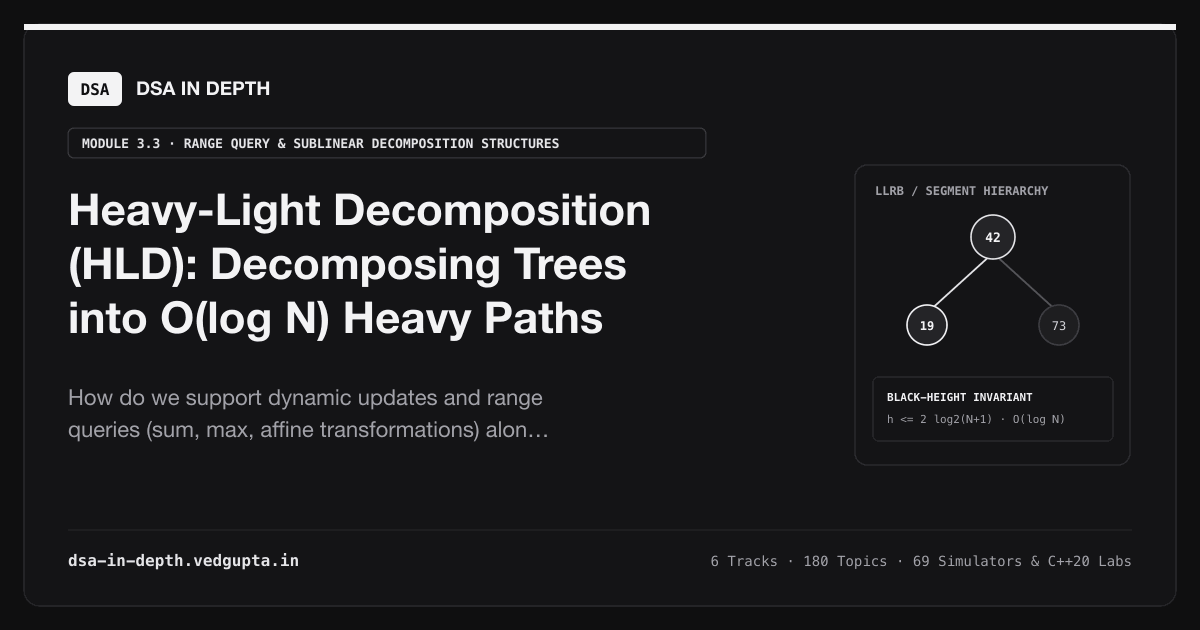 DSA
DSA IN DEPTH
MODULE 3.3 · RANGE QUERY & SUBLINEAR DECOMPOSITION STRUCTURES
Heavy-Light Decomposition
(HLD): Decomposing Trees
into O(log N) Heavy Paths
How do we support dynamic updates and range
queries (sum, max, affine transformations) alon…
LLRB / SEGMENT HIERARCHY
42
19
73
BLACK-HEIGHT INVARIANT
h <= 2 log2(N+1) · O(log N)
dsa-in-depth.vedgupta.in
6 Tracks · 180 Topics · 69 Simulators & C++20 Labs